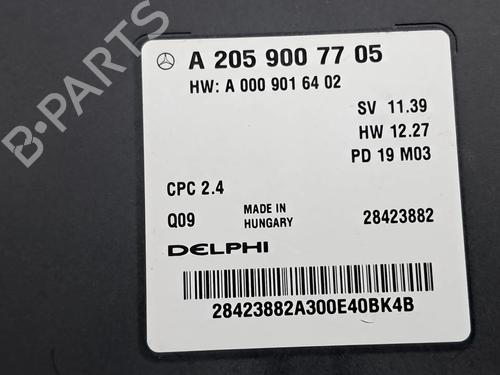 A 205 900 77 05
HW: A 000 901 64 02
SV 11.39
HW 12.27
PD 19 M03
CPC 2.4
Q09 MADE IN HUNGARY 28423882
DELPHI
28423882A300E40BK4B
B-PARTS